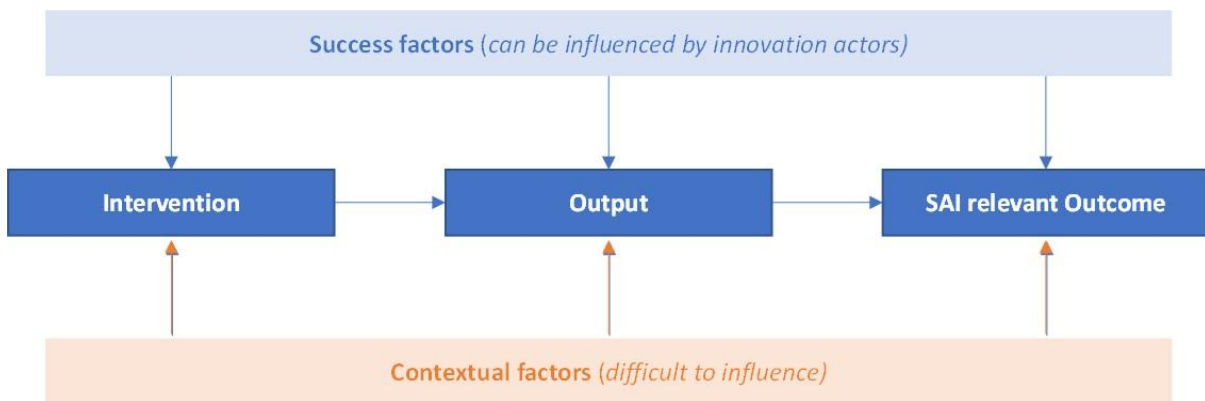 Success factors (can be influenced by innovation actors)
Intervention
Output
SAI relevant Outcome
Contextual factors (difficult to influence)